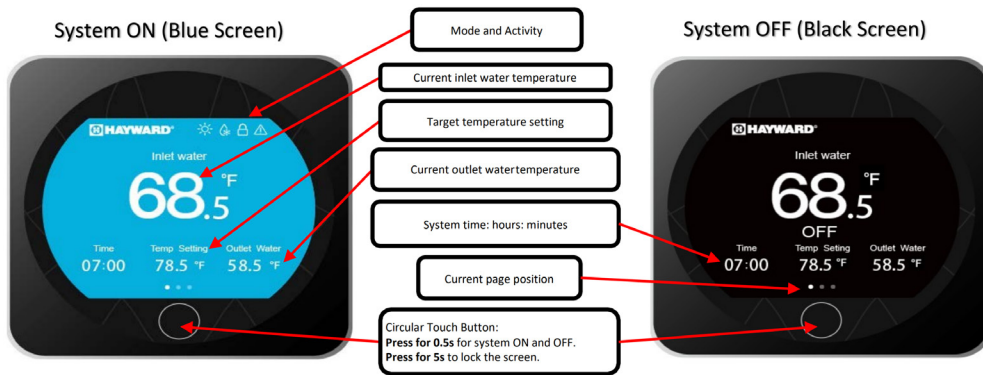 System ON (Blue Screen)
Mode and Activity
System OFF (Black Screen)
Current inlet water temperature
Target temperature setting
Current outlet watertemperature
System time: hours: minutes
Current page position
Circular Touch Button:
Press for 0.5s for system ON and OFF.
Press for 5s to lock the screen.
HAYWARD®
Inlet water
68.5 °F
Time Temp Setting Outlet Water
07:00 78.5 °F 58.5 °F
HAYWARD®
Inlet water
68.5 °F
OFF
Time Temp Seting Outlet Water
07:00 78.5 °F 58.5 °F